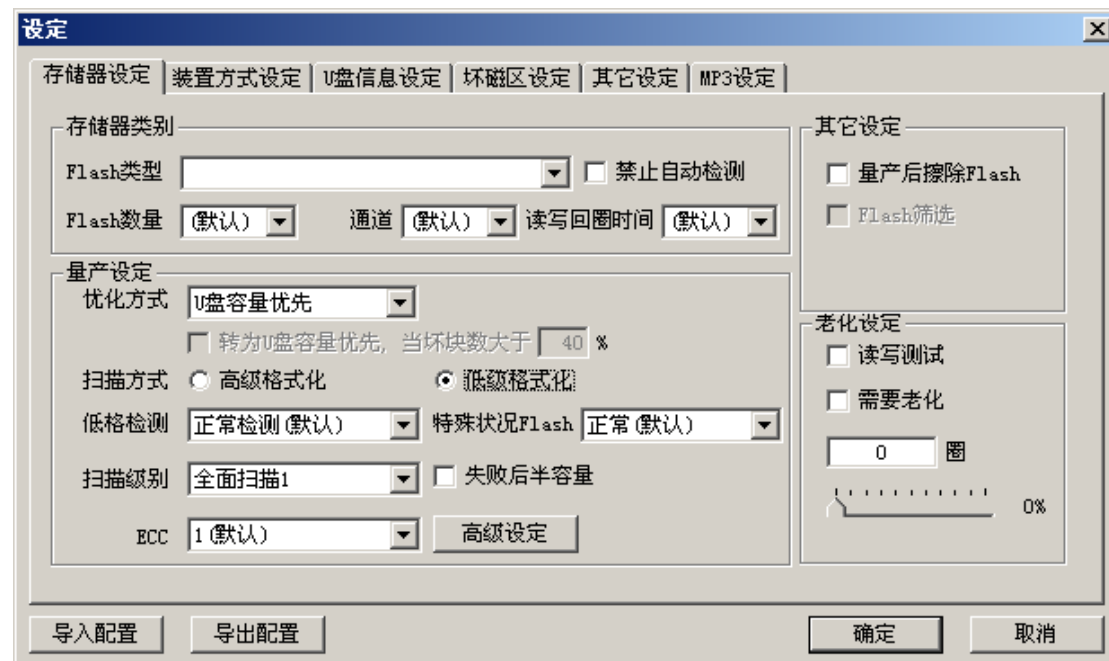 设定
存储器设定 装置方式设定 U盘信息设定 坏磁区设定 其它设定 MP3设定
存储器类别
Flash类型 禁止自动检测
Flash数量 (默认) 通道 (默认) 读写回圈时间 (默认)
量产设定
优化方式 U盘容量优先
转为U盘容量优先, 当坏块数大于 40 %
扫描方式 高级格式化 低级格式化
低格检测 正常检测(默认) 特殊状况Flash 正常(默认)
扫描级别 全面扫描1 失败后半容量
ECC 1(默认) 高级设定
其它设定
量产后擦除Flash
Flash筛选
老化设定
读写测试
需要老化
0 圈
0%
导入配置 导出配置 确定 取消